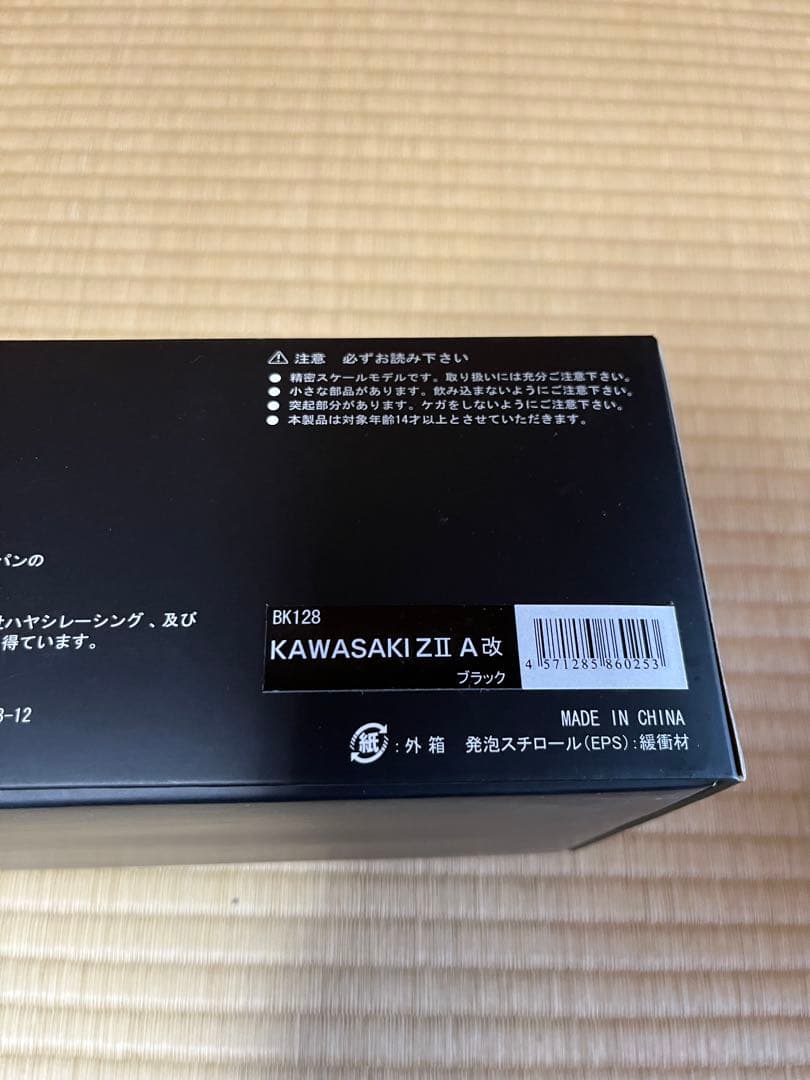 ⚠ 注意 必ずお読み下さい
● 精密スケールモデルです。取り扱いには充分ご注意下さい。
● 小さな部品があります。飲み込まないようにご注意下さい。
● 突起部分があります。ケガをしないようにご注意下さい。
● 本製品は対象年齢14才以上とさせていただきます。
パンの
ハヤシレーシング、及び
得ています。
3-12
BK128
KAWASAKI ZⅡ A改
ブラック
4 571285 860253
MADE IN CHINA
紙:外箱 発泡スチロール(EPS):緩衝材